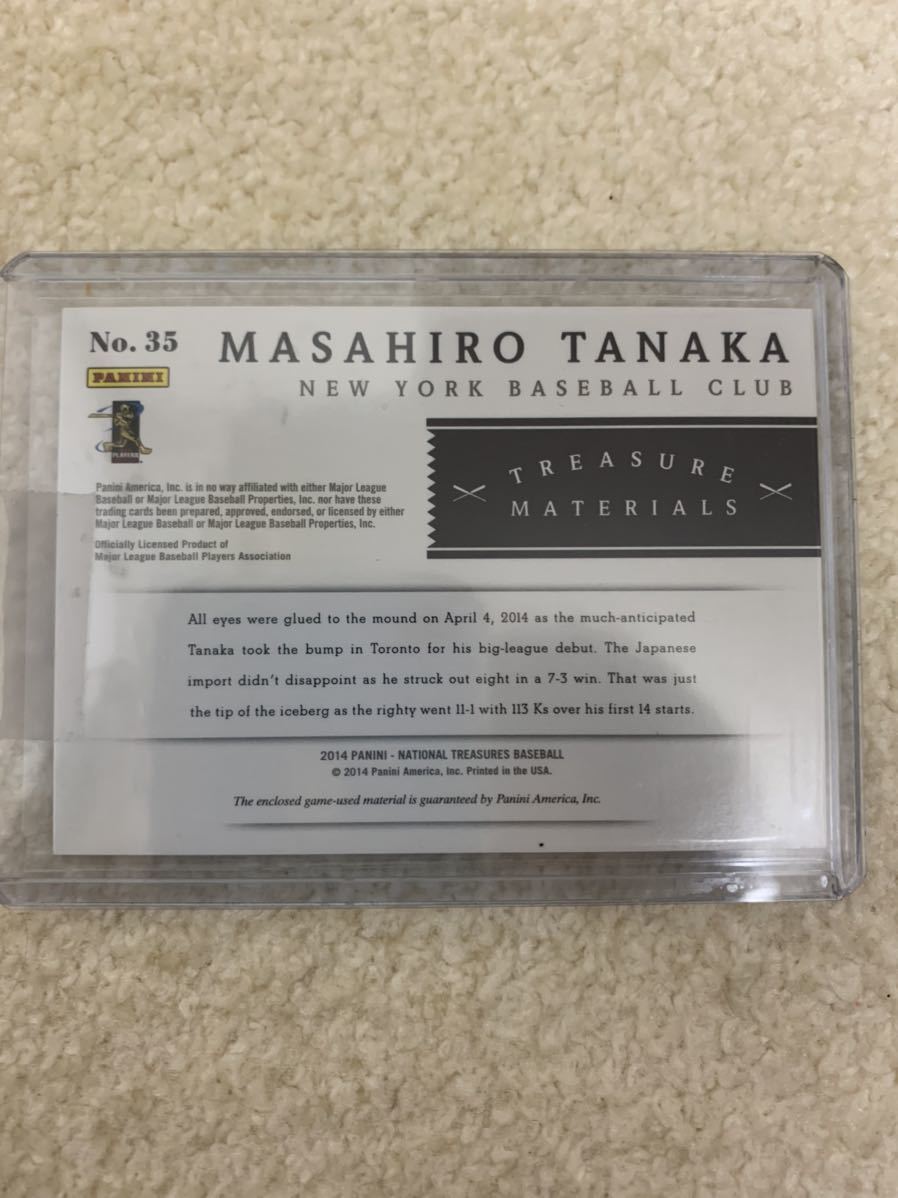 No. 35
MASAHIRO TANAKA
PANINI
NEW YORK BASEBALL CLUB
PLAYERS
TREASURE
MATERIALS
Panini America, Inc. is in no way affiliated with either Major League
Baseball or Major League Baseball Properties, Inc. nor have these
trading cards been prepared, approved, endorsed, or licensed by either
Major League Baseball or Major League Baseball Properties, Inc.
Officially Licensed Product of
Major League Baseball Players Association
All eyes were glued to the mound on April 4, 2014 as the much-anticipated
Tanaka took the bump in Toronto for his big-league debut. The Japanese
import didn't disappoint as he struck out eight in a 7-3 win. That was just
the tip of the iceberg as the righty went 11-1 with 113 Ks over his first 14 starts.
2014 PANINI - NATIONAL TREASURES BASEBALL
© 2014 Panini America, Inc. Printed in the USA.
The enclosed game-used material is guaranteed by Panini America, Inc.